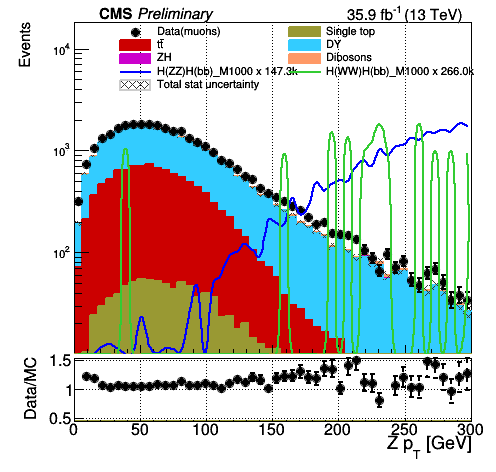 CMS Preliminary 35.9 fb⁻¹ (13 TeV)
Data(muons) Single top
tt̄ DY
ZH Dibosons
H(ZZ)H(bb)_M1000 x 147.3k H(WW)H(bb)_M1000 x 266.0k
Total stat uncertainty
Events
10⁴
10³
10²
Data/MC
1.5
1
0.5
0 50 100 150 200 250 300
Z p_T [GeV]